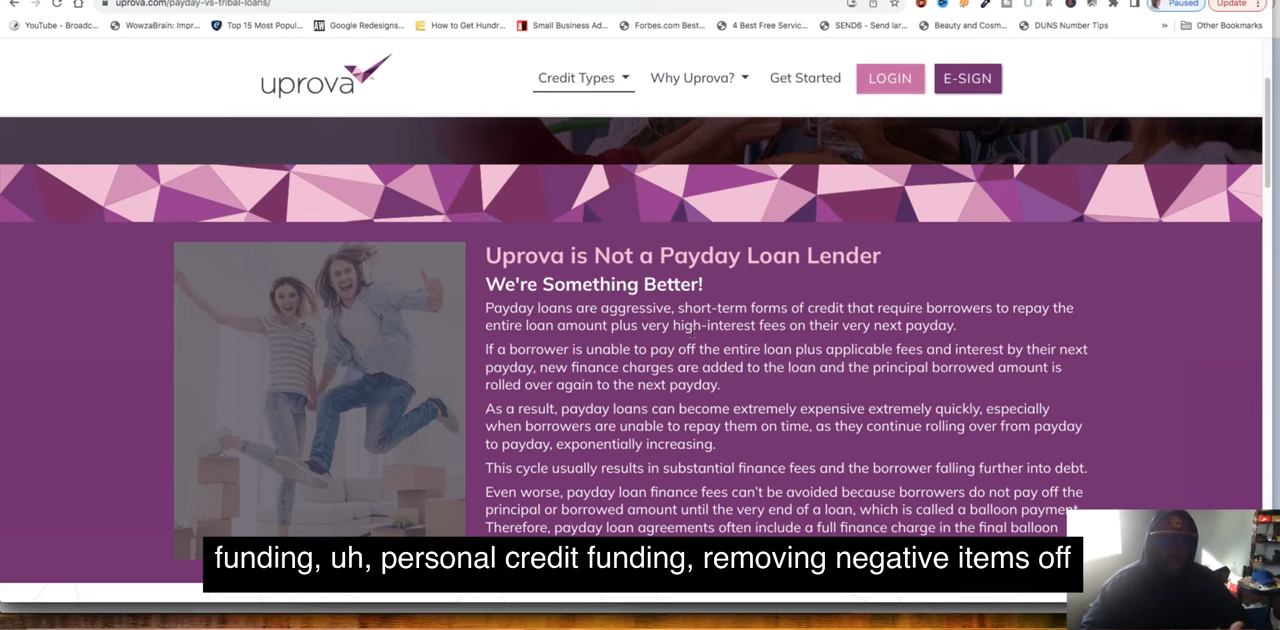 uprova.com/payday-vs-tribal-loans/
Paused
Update
YouTube - Broadc...
WowzaBrain: Impr...
Top 15 Most Popul...
Google Redesigns...
How to Get Hundr...
Small Business Ad...
Forbes.com Best...
4 Best Free Servic...
SEND6 - Send lar...
Beauty and Cosm...
DUNS Number Tips
»
Other Bookmarks
uprova
Credit Types
Why Uprova?
Get Started
LOGIN
E-SIGN
Uprova is Not a Payday Loan Lender
We're Something Better!
Payday loans are aggressive, short-term forms of credit that require borrowers to repay the
entire loan amount plus very high-interest fees on their very next payday.
If a borrower is unable to pay off the entire loan plus applicable fees and interest by their next
payday, new finance charges are added to the loan and the principal borrowed amount is
rolled over again to the next payday.
As a result, payday loans can become extremely expensive extremely quickly, especially
when borrowers are unable to repay them on time, as they continue rolling over from payday
to payday, exponentially increasing.
This cycle usually results in substantial finance fees and the borrower falling further into debt.
Even worse, payday loan finance fees can't be avoided because borrowers do not pay off the
principal or borrowed amount until the very end of a loan, which is called a balloon payment.
Therefore, payday loan agreements often include a full finance charge in the final balloon
funding, uh, personal credit funding, removing negative items off